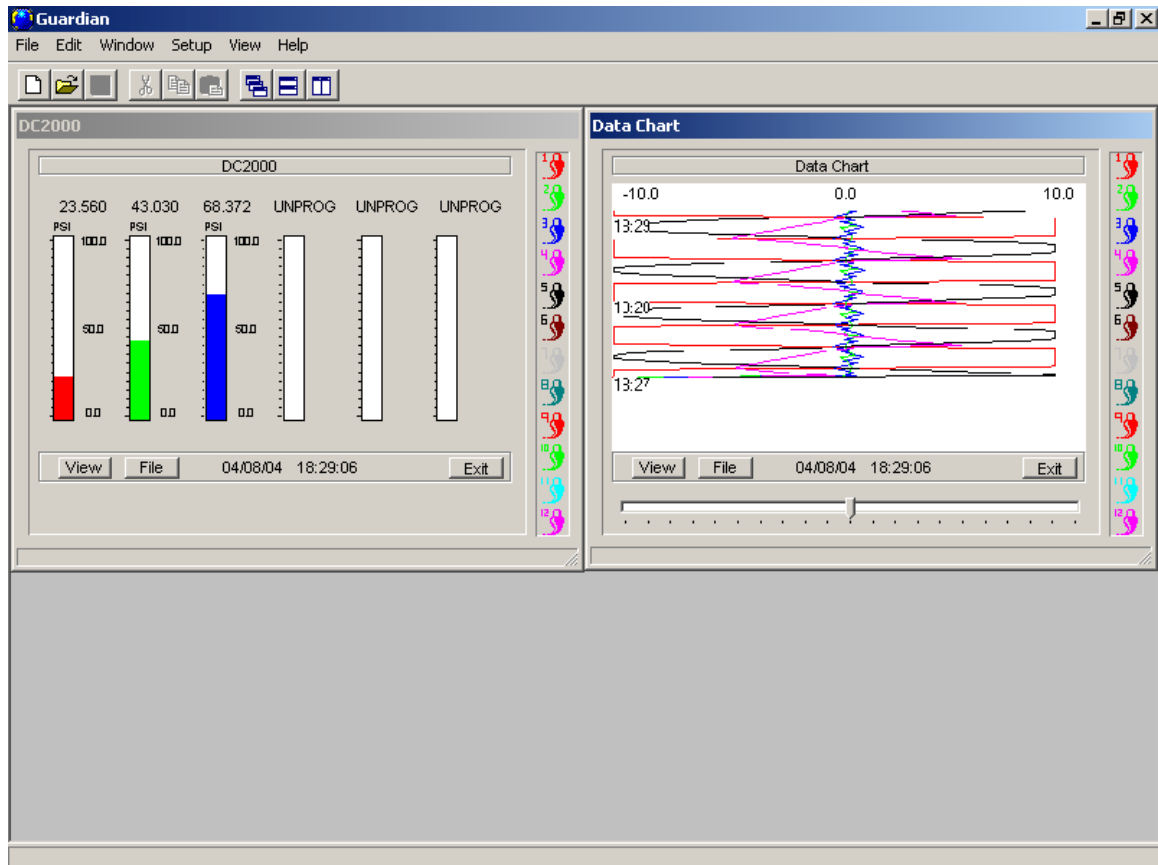 Guardian
File Edit Window Setup View Help
DC2000
DC2000
23.560 43.030 68.372 UNPROG UNPROG UNPROG
PSI PSI PSI
100.0 100.0 100.0
50.0 50.0 50.0
0.0 0.0 0.0
View File 04/08/04 18:29:06 Exit
1
2
3
4
5
6
7
8
9
10
11
12
Data Chart
Data Chart
-10.0 0.0 10.0
13:29
13:20
13:27
View File 04/08/04 18:29:06 Exit
1
2
3
4
5
6
7
8
9
10
11
12